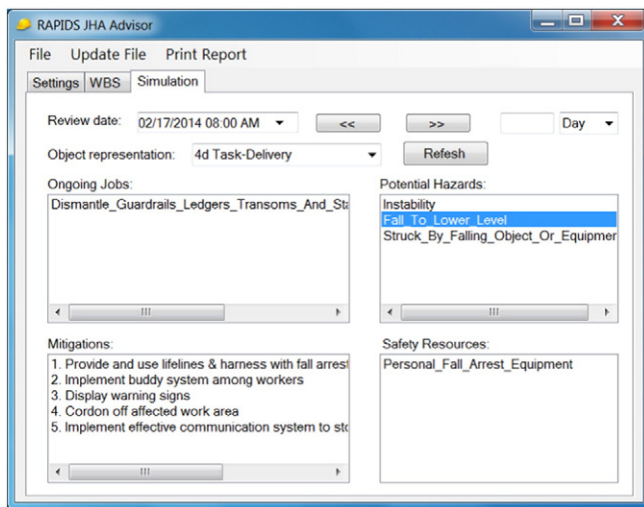 RAPIDS JHA Advisor
File Update File Print Report
Settings WBS Simulation
Review date: 02/17/2014 08:00 AM << >> Day
Object representation: 4d Task-Delivery Refesh
Ongoing Jobs:
Dismantle_Guardrails_Ledgers_Transoms_And_Sta
Potential Hazards:
Instability
Fall_To_Lower_Level
Struck_By_Falling_Object_Or_Equipmer
Mitigations:
1. Provide and use lifelines & harness with fall arrest
2. Implement buddy system among workers
3. Display warning signs
4. Cordon off affected work area
5. Implement effective communication system to sto
Safety Resources:
Personal_Fall_Arrest_Equipment